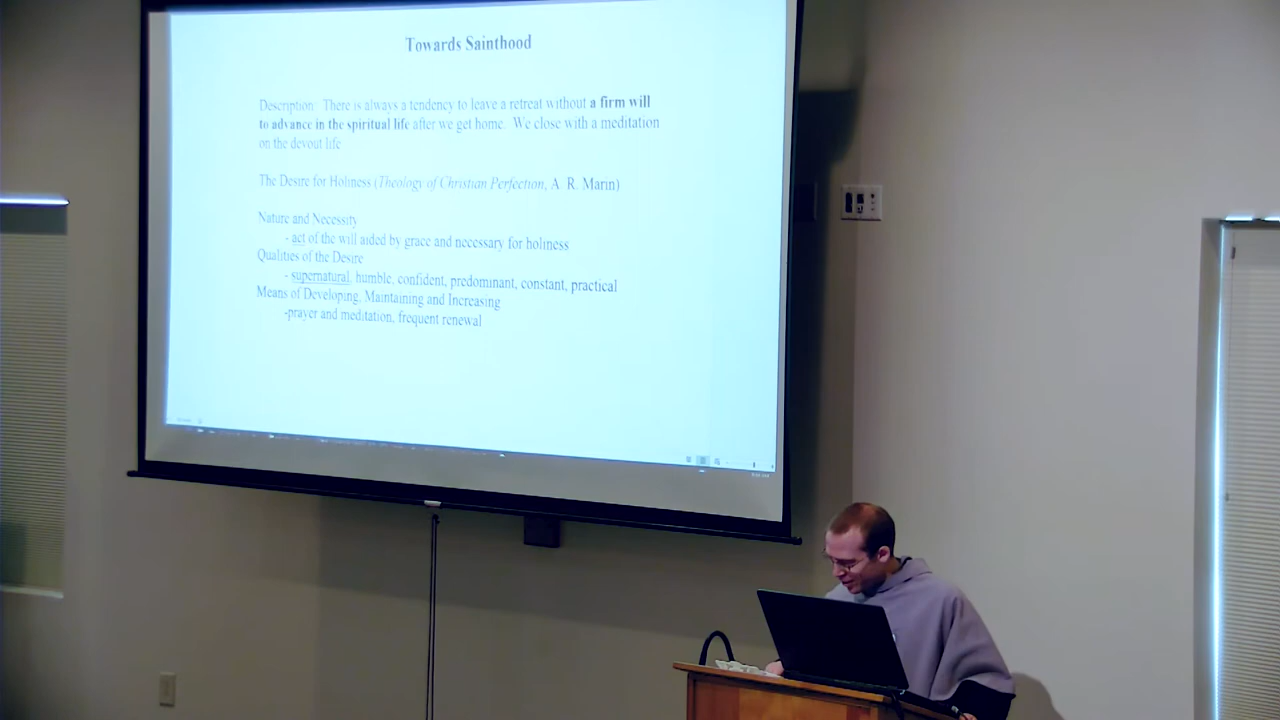 Towards Sainthood
Description: There is always a tendency to leave a retreat without a firm will
to advance in the spiritual life after we get home. We close with a meditation
on the devout life
The Desire for Holiness (Theology of Christian Perfection, A. R. Marin)
Nature and Necessity
- act of the will aided by grace and necessary for holiness
Qualities of the Desire
- supernatural, humble, confident, predominant, constant, practical
Means of Developing, Maintaining and Increasing
-prayer and meditation, frequent renewal